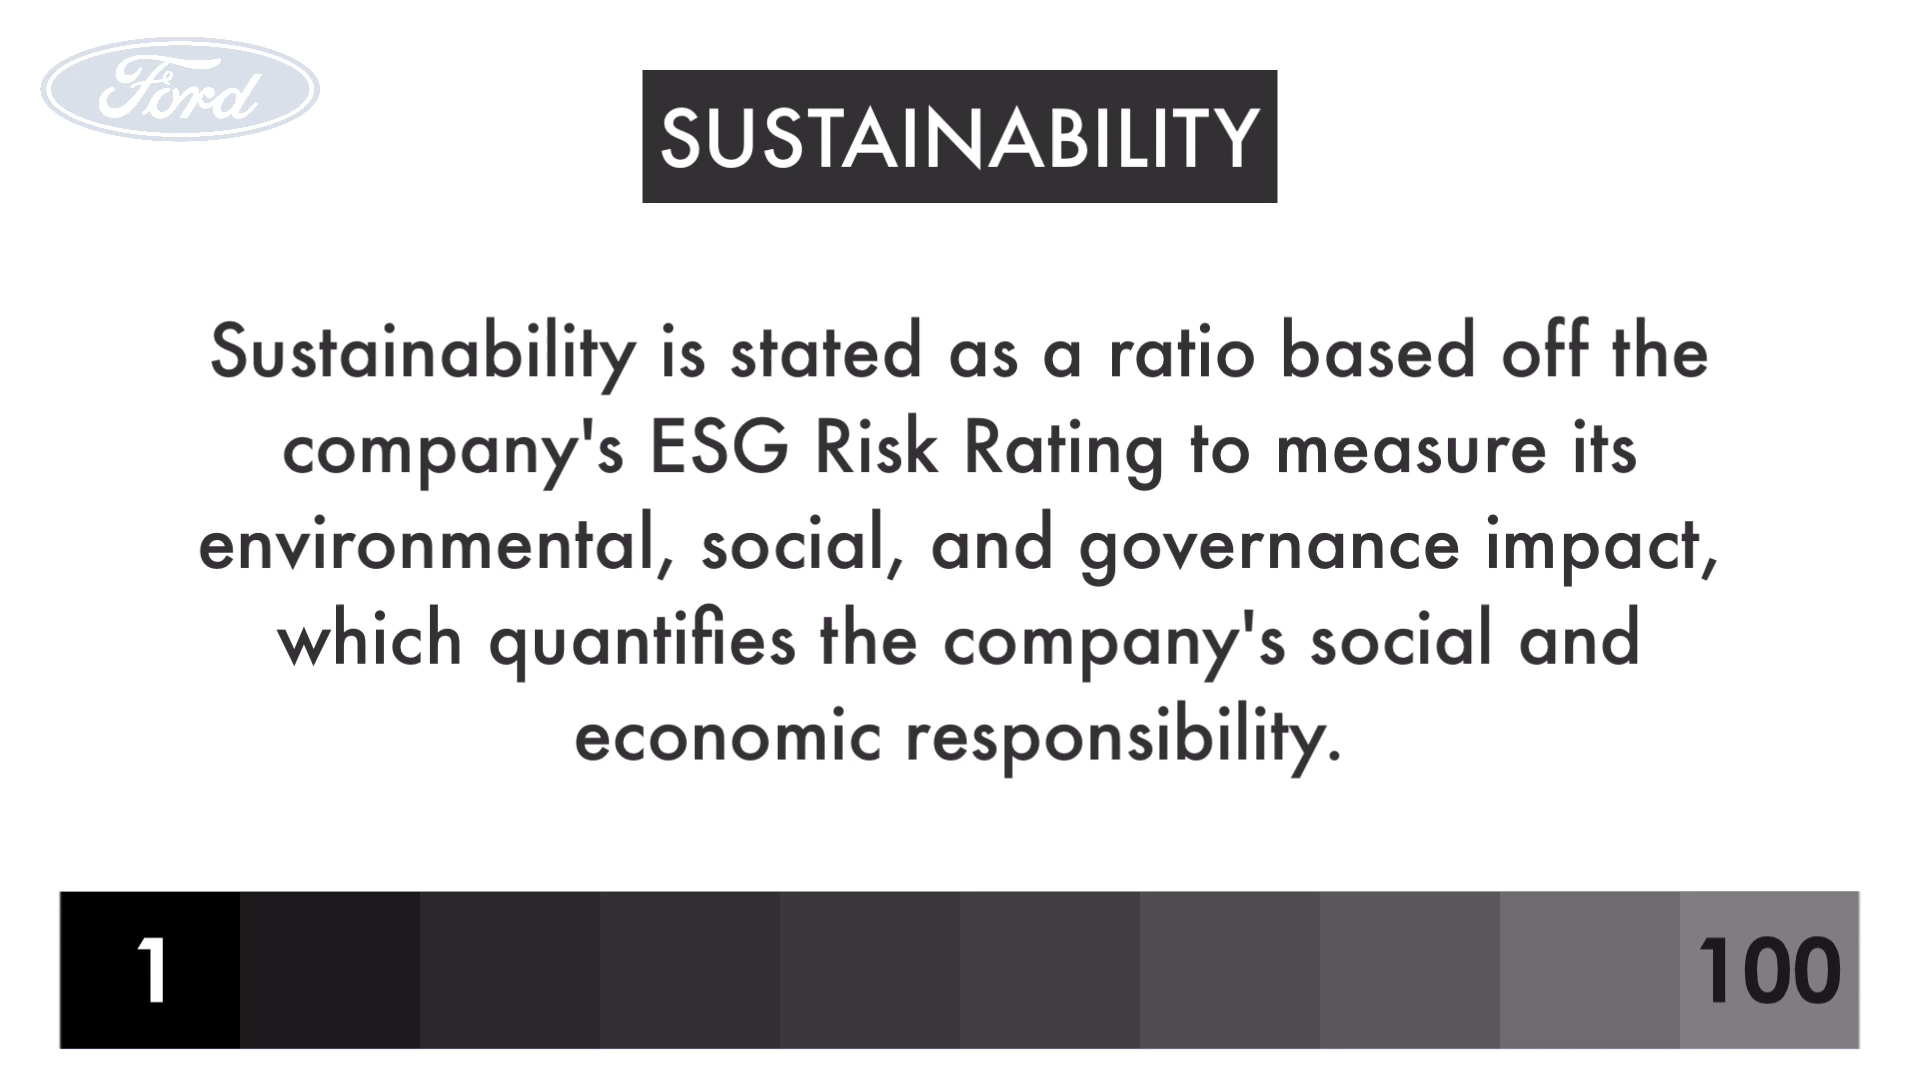 Ford
SUSTAINABILITY
Sustainability is stated as a ratio based off the
company's ESG Risk Rating to measure its
environmental, social, and governance impact,
which quantifies the company's social and
economic responsibility.
1
100